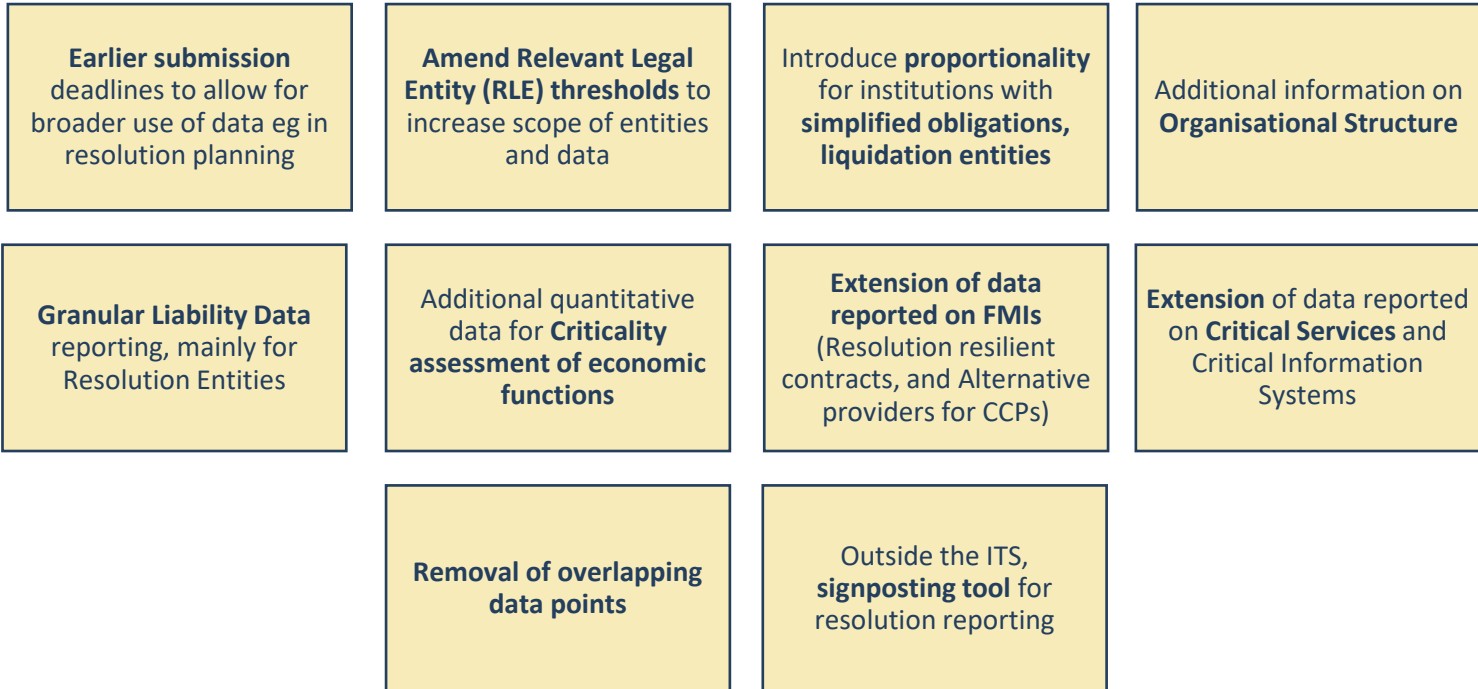 Earlier submission
deadlines to allow for
broader use of data eg in
resolution planning
Amend Relevant Legal
Entity (RLE) thresholds to
increase scope of entities
and data
Introduce proportionality
for institutions with
simplified obligations,
liquidation entities
Additional information on
Organisational Structure
Granular Liability Data
reporting, mainly for
Resolution Entities
Additional quantitative
data for Criticality
assessment of economic
functions
Extension of data
reported on FMIs
(Resolution resilient
contracts, and Alternative
providers for CCPs)
Extension of data reported
on Critical Services and
Critical Information
Systems
Removal of overlapping
data points
Outside the ITS,
signposting tool for
resolution reporting